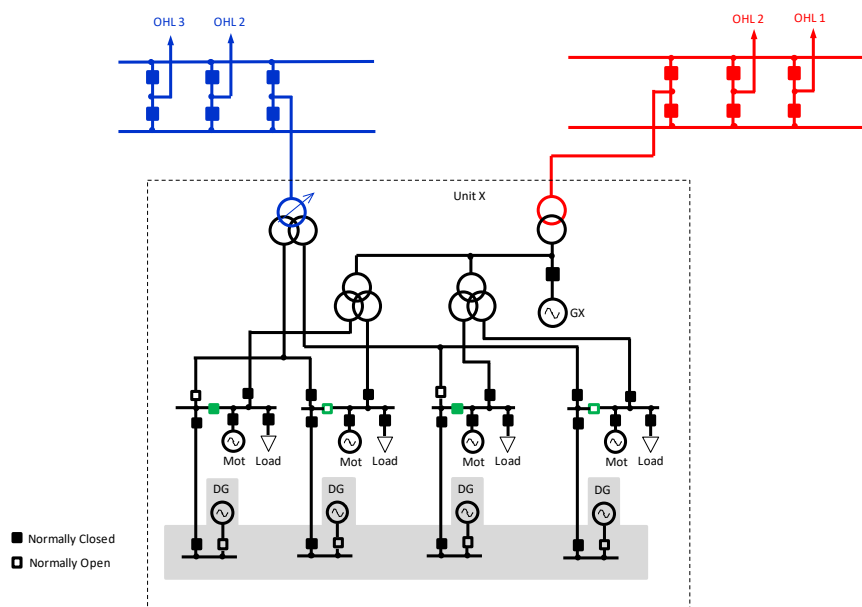 OHL 3
OHL 2
OHL 2
OHL 1
Unit X
GX
Mot
Load
Mot
Load
Mot
Load
Mot
Load
DG
DG
DG
DG
Normally Closed
Normally Open